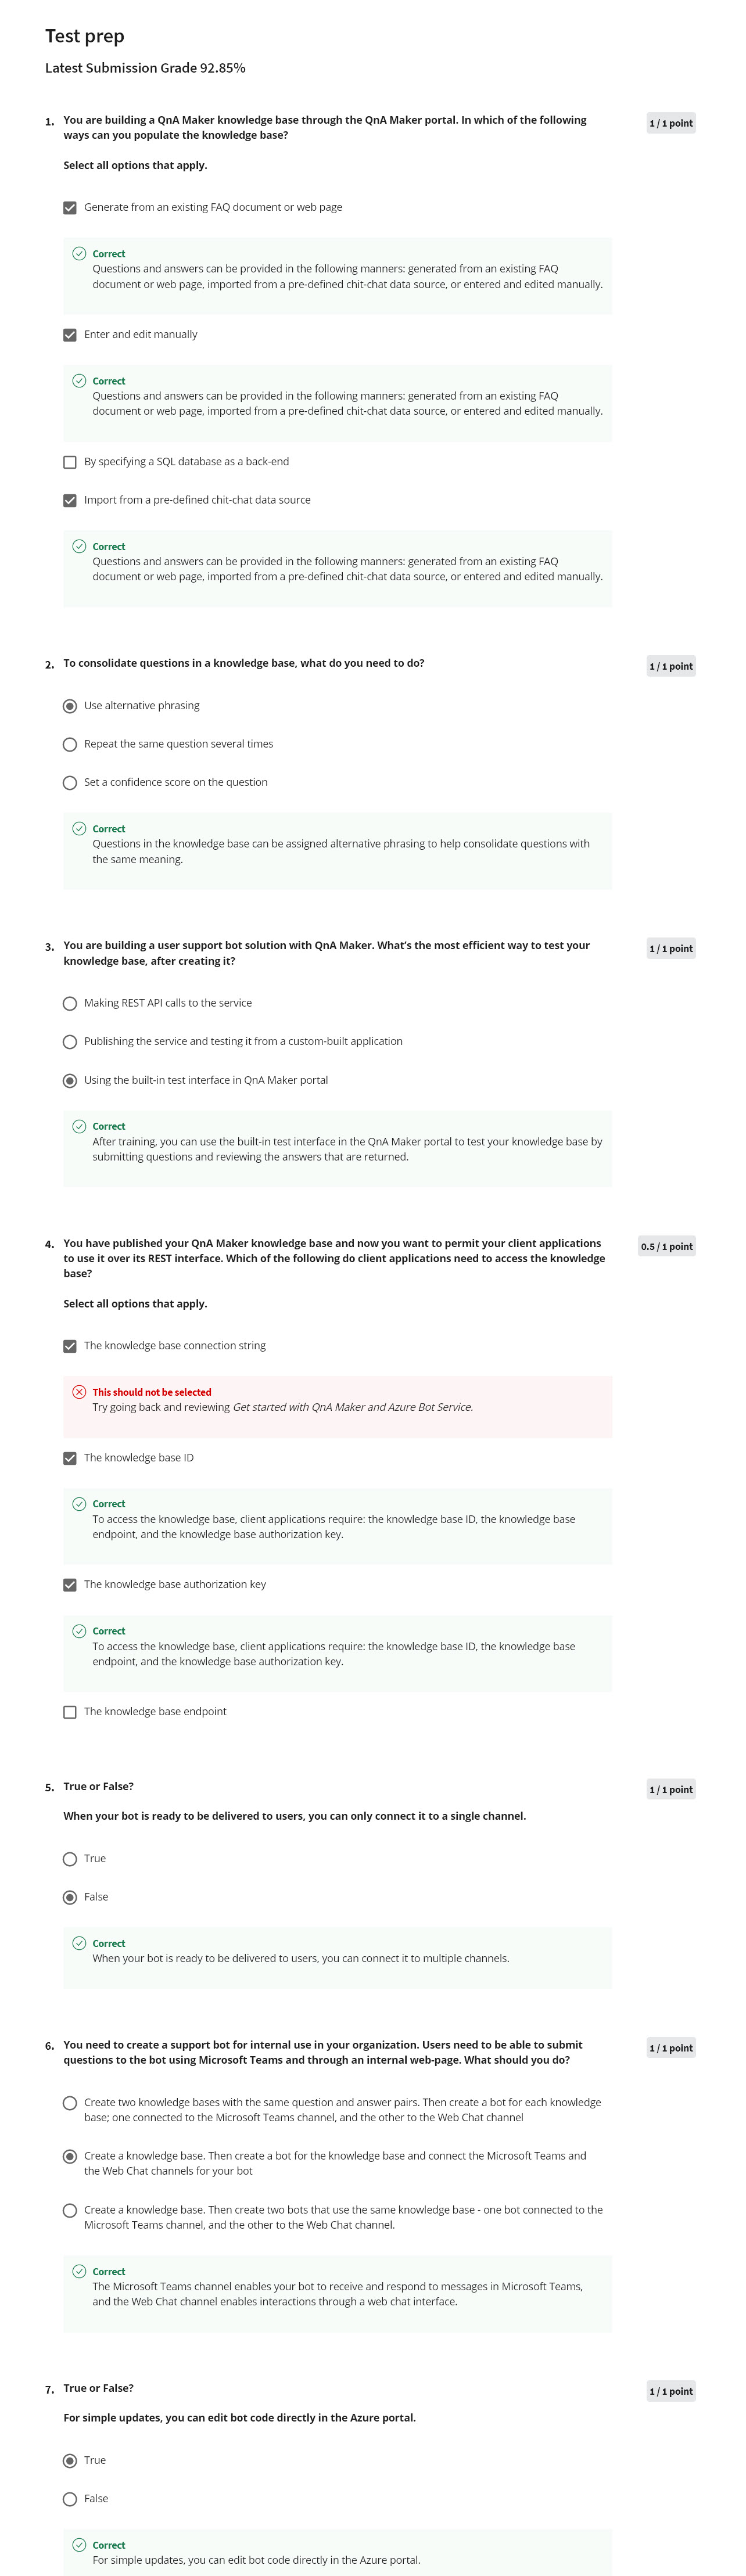 Test prep
Latest Submission Grade 92.85%
1. You are building a QnA Maker knowledge base through the QnA Maker portal. In which of the following
1 / 1 point
ways can you populate the knowledge base?
Select all options that apply.
Generate from an existing FAQ document or web page
Correct
Questions and answers can be provided in the following manners: generated from an existing FAQ
document or web page, imported from a pre-defined chit-chat data source, or entered and edited manually.
Enter and edit manually
Correct
Questions and answers can be provided in the following manners: generated from an existing FAQ
document or web page, imported from a pre-defined chit-chat data source, or entered and edited manually.
By specifying a SQL database as a back-end
Import from a pre-defined chit-chat data source
Correct
Questions and answers can be provided in the following manners: generated from an existing FAQ
document or web page, imported from a pre-defined chit-chat data source, or entered and edited manually.
2. To consolidate questions in a knowledge base, what do you need to do?
1 / 1 point
Use alternative phrasing
Repeat the same question several times
Set a confidence score on the question
Correct
Questions in the knowledge base can be assigned alternative phrasing to help consolidate questions with
the same meaning.
3. You are building a user support bot solution with QnA Maker. What's the most efficient way to test your
1 / 1 point
knowledge base, after creating it?
Making REST API calls to the service
Publishing the service and testing it from a custom-built application
Using the built-in test interface in QnA Maker portal
Correct
After training, you can use the built-in test interface in the QnA Maker portal to test your knowledge base by
submitting questions and reviewing the answers that are returned.
4. You have published your QnA Maker knowledge base and now you want to permit your client applications
0.5 / 1 point
to use it over its REST interface. Which of the following do client applications need to access the knowledge
base?
Select all options that apply.
The knowledge base connection string
This should not be selected
Try going back and reviewing Get started with QnA Maker and Azure Bot Service.
The knowledge base ID
Correct
To access the knowledge base, client applications require: the knowledge base ID, the knowledge base
endpoint, and the knowledge base authorization key.
The knowledge base authorization key
Correct
To access the knowledge base, client applications require: the knowledge base ID, the knowledge base
endpoint, and the knowledge base authorization key.
The knowledge base endpoint
5. True or False?
1 / 1 point
When your bot is ready to be delivered to users, you can only connect it to a single channel.
True
False
Correct
When your bot is ready to be delivered to users, you can connect it to multiple channels.
6. You need to create a support bot for internal use in your organization. Users need to be able to submit
1 / 1 point
questions to the bot using Microsoft Teams and through an internal web-page. What should you do?
Create two knowledge bases with the same question and answer pairs. Then create a bot for each knowledge
base; one connected to the Microsoft Teams channel, and the other to the Web Chat channel
Create a knowledge base. Then create a bot for the knowledge base and connect the Microsoft Teams and
the Web Chat channels for your bot
Create a knowledge base. Then create two bots that use the same knowledge base - one bot connected to the
Microsoft Teams channel, and the other to the Web Chat channel.
Correct
The Microsoft Teams channel enables your bot to receive and respond to messages in Microsoft Teams,
and the Web Chat channel enables interactions through a web chat interface.
7. True or False?
1 / 1 point
For simple updates, you can edit bot code directly in the Azure portal.
True
False
Correct
For simple updates, you can edit bot code directly in the Azure portal.